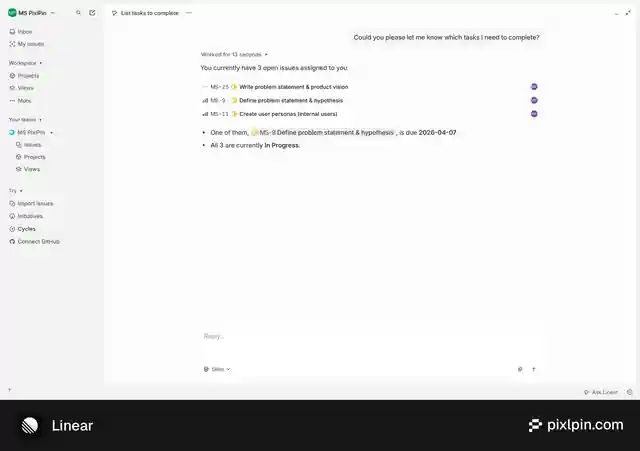 MS PixlPin
List tasks to complete
Inbox
My issues
Workspace
Projects
Views
More
Your teams
MS PixlPin
Issues
Projects
Views
Try
Import issues
Initiatives
Cycles
Connect GitHub
Could you please let me know which tasks I need to complete?
Worked for 13 seconds
You currently have 3 open issues assigned to you:
Write problem statement & product vision
MS-9 Define problem statement & hypothesis
MS-11 Create user personas (internal users)
• One of them, MS-9 Define problem statement & hypothesis , is due 2026-04-07
• All 3 are currently In Progress.
Reply...
Skills
Ask Linear
Linear
pixlpin.com